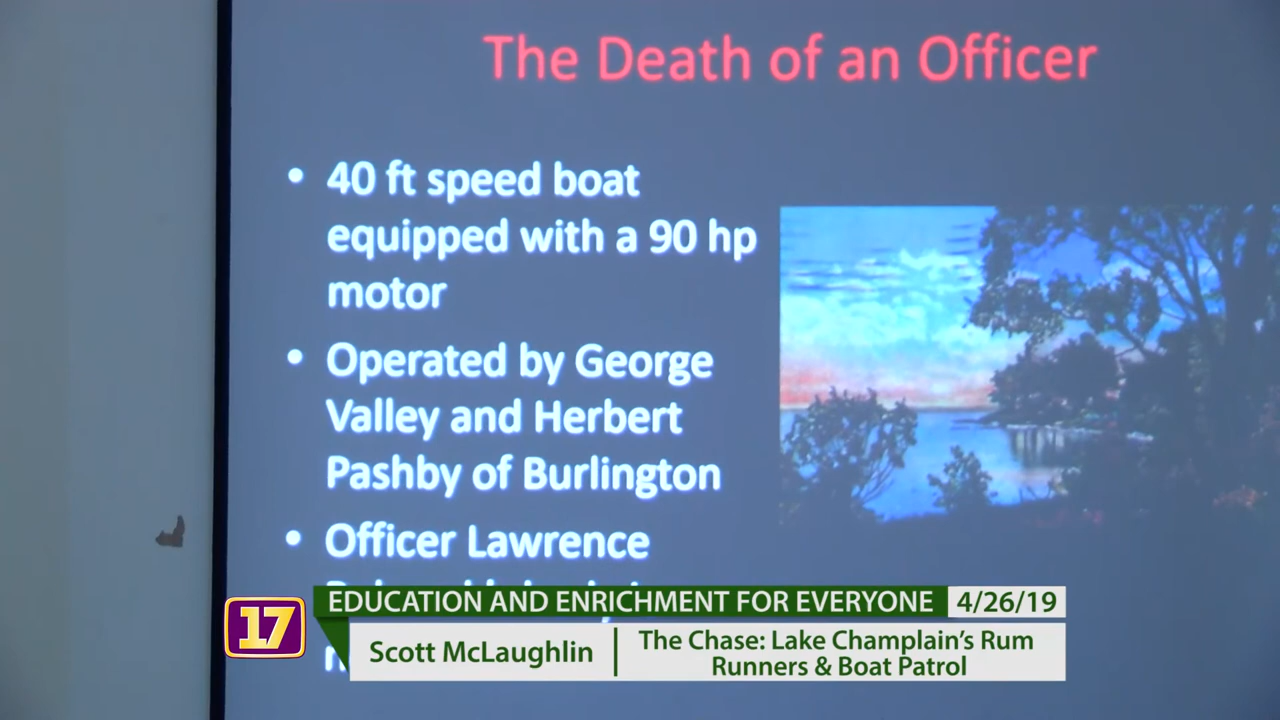 The Death of an Officer
• 40 ft speed boat
equipped with a 90 hp
motor
• Operated by George
Valley and Herbert
Pashby of Burlington
• Officer Lawrence
17
EDUCATION AND ENRICHMENT FOR EVERYONE 4/26/19
Scott McLaughlin
The Chase: Lake Champlain's Rum
Runners & Boat Patrol